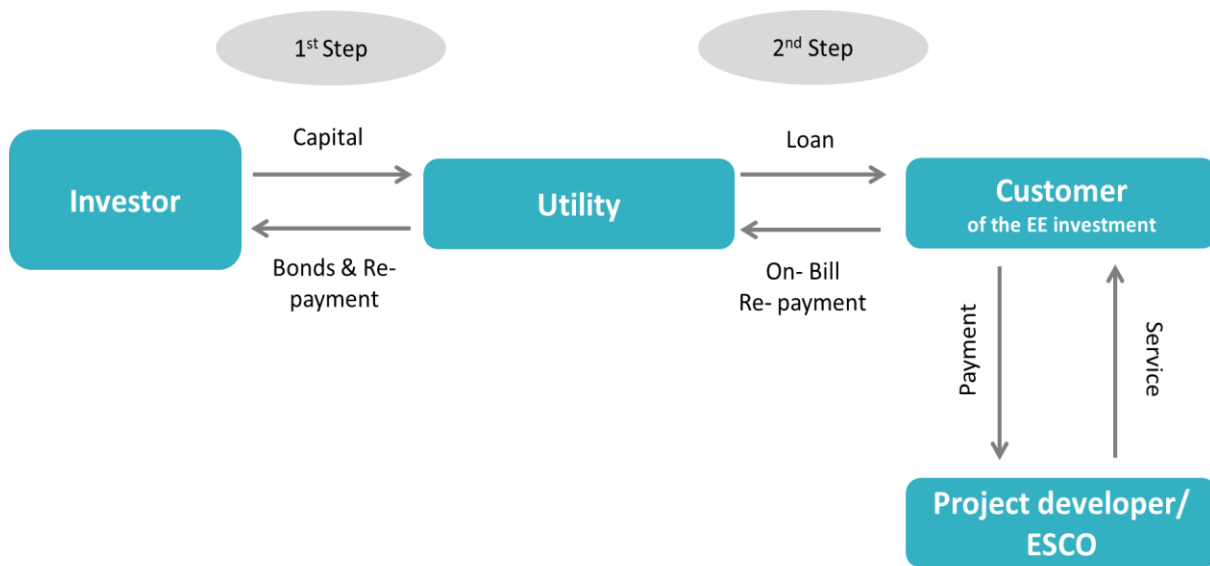 1st Step
2nd Step
Capital
Loan
Investor
Utility
Customer
of the EE investment
Bonds & Re-
payment
On- Bill
Re- payment
Payment
Service
Project developer/
ESCO